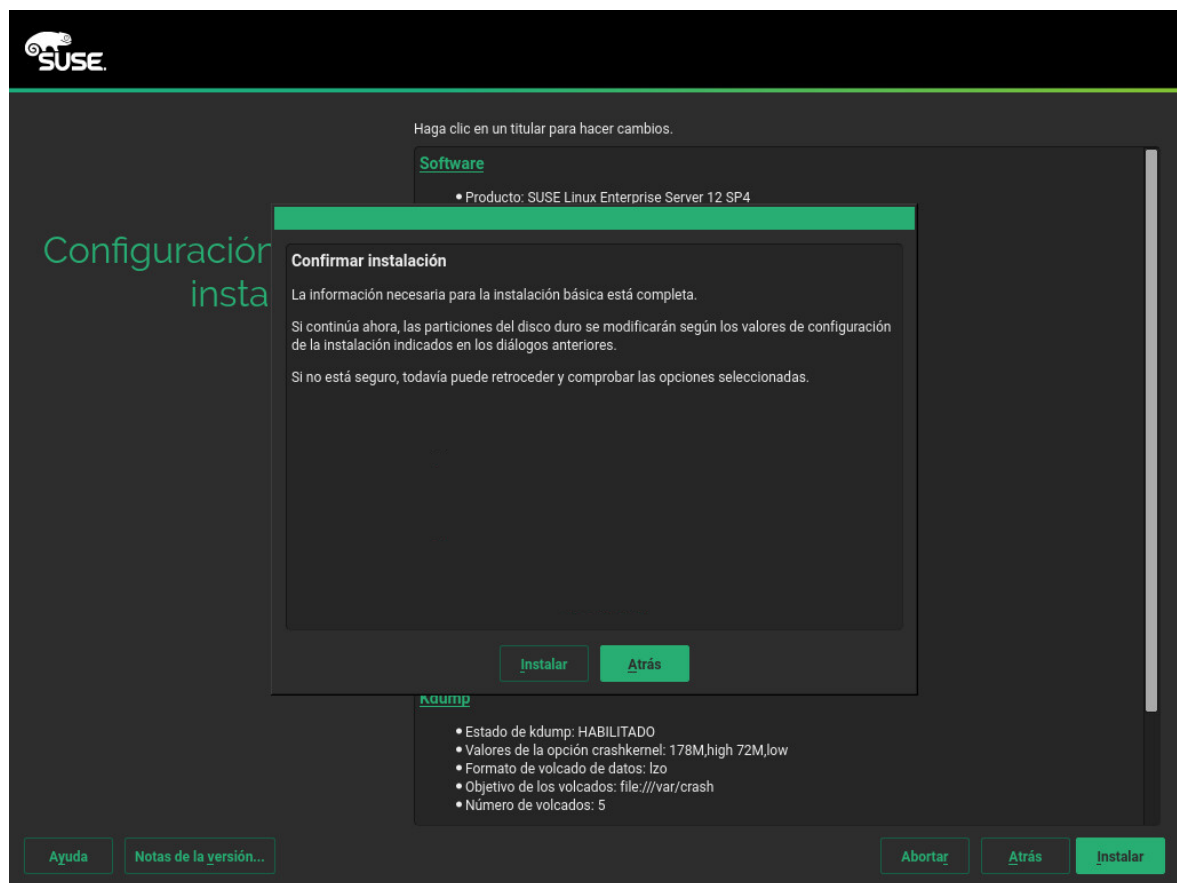 SUSE.
Haga clic en un titular para hacer cambios.
Software
• Producto: SUSE Linux Enterprise Server 12 SP4
Configuración
insta
Confirmar instalación
La información necesaria para la instalación básica está completa.
Si continúa ahora, las particiones del disco duro se modificarán según los valores de configuración
de la instalación indicados en los diálogos anteriores.
Si no está seguro, todavía puede retroceder y comprobar las opciones seleccionadas.
Instalar
Atrás
Kdump
• Estado de kdump: HABILITADO
• Valores de la opción crashkernel: 178M,high 72M,low
• Formato de volcado de datos: lzo
• Objetivo de los volcados: file:///var/crash
• Número de volcados: 5
Ayuda
Notas de la versión...
Abortar
Atrás
Instalar